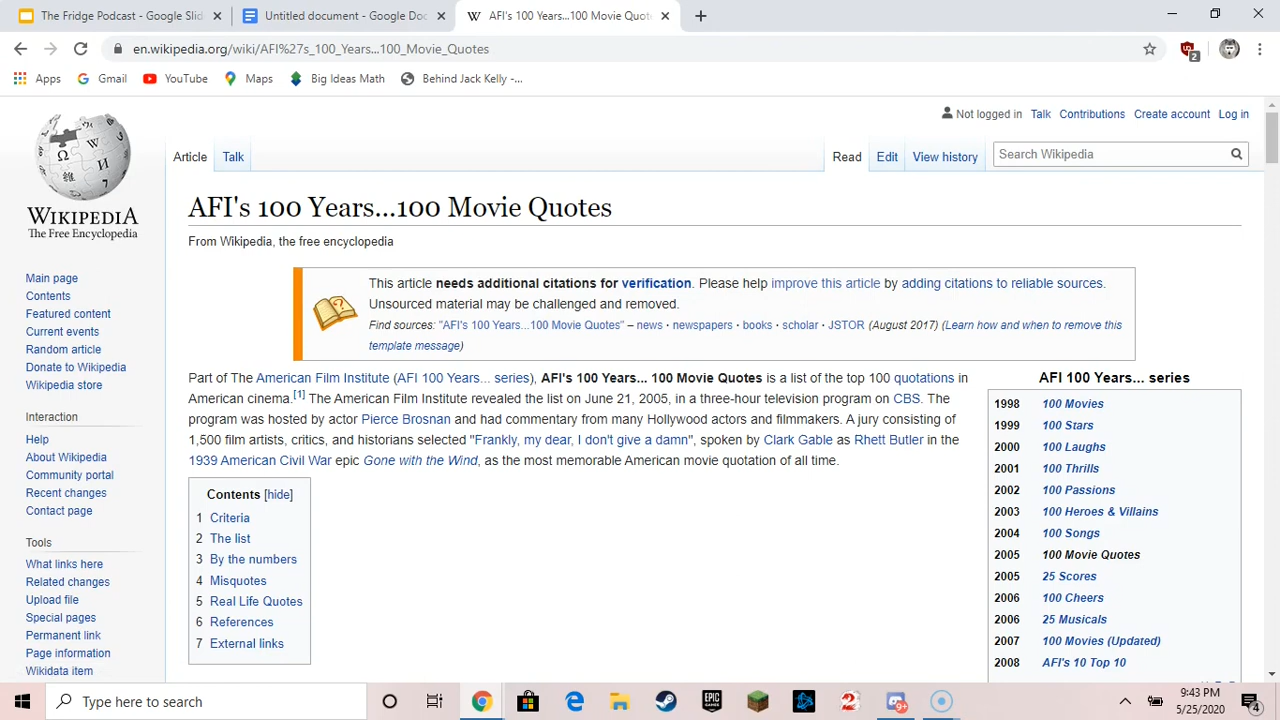 The Fridge Podcast - Google Slid
Untitled document - Google Doc
AFI's 100 Years...100 Movie Quot
en.wikipedia.org/wiki/AFI%27s_100_Years...100_Movie_Quotes
2
Apps
Gmail
YouTube
Maps
Big Ideas Math
Behind Jack Kelly -...
Not logged in Talk Contributions Create account Log in
Article Talk
Read Edit View history
Search Wikipedia
WIKIPEDIA
The Free Encyclopedia
Main page
Contents
Featured content
Current events
Random article
Donate to Wikipedia
Wikipedia store
Interaction
Help
About Wikipedia
Community portal
Recent changes
Contact page
Tools
What links here
Related changes
Upload file
Special pages
Permanent link
Page information
Wikidata item
AFI's 100 Years...100 Movie Quotes
From Wikipedia, the free encyclopedia
This article needs additional citations for verification. Please help improve this article by adding citations to reliable sources.
Unsourced material may be challenged and removed.
Find sources: "AFI's 100 Years...100 Movie Quotes" – news · newspapers · books · scholar · JSTOR (August 2017) (Learn how and when to remove this
template message)
Part of The American Film Institute (AFI 100 Years... series), AFI's 100 Years... 100 Movie Quotes is a list of the top 100 quotations in
American cinema.[1] The American Film Institute revealed the list on June 21, 2005, in a three-hour television program on CBS. The
program was hosted by actor Pierce Brosnan and had commentary from many Hollywood actors and filmmakers. A jury consisting of
1,500 film artists, critics, and historians selected "Frankly, my dear, I don't give a damn", spoken by Clark Gable as Rhett Butler in the
1939 American Civil War epic Gone with the Wind, as the most memorable American movie quotation of all time.
Contents [hide]
1 Criteria
2 The list
3 By the numbers
4 Misquotes
5 Real Life Quotes
6 References
7 External links
AFI 100 Years... series
1998 100 Movies
1999 100 Stars
2000 100 Laughs
2001 100 Thrills
2002 100 Passions
2003 100 Heroes & Villains
2004 100 Songs
2005 100 Movie Quotes
2005 25 Scores
2006 100 Cheers
2006 25 Musicals
2007 100 Movies (Updated)
2008 AFI's 10 Top 10
Type here to search
EPIC
GAMES
2
9+
9:43 PM
5/25/2020
4